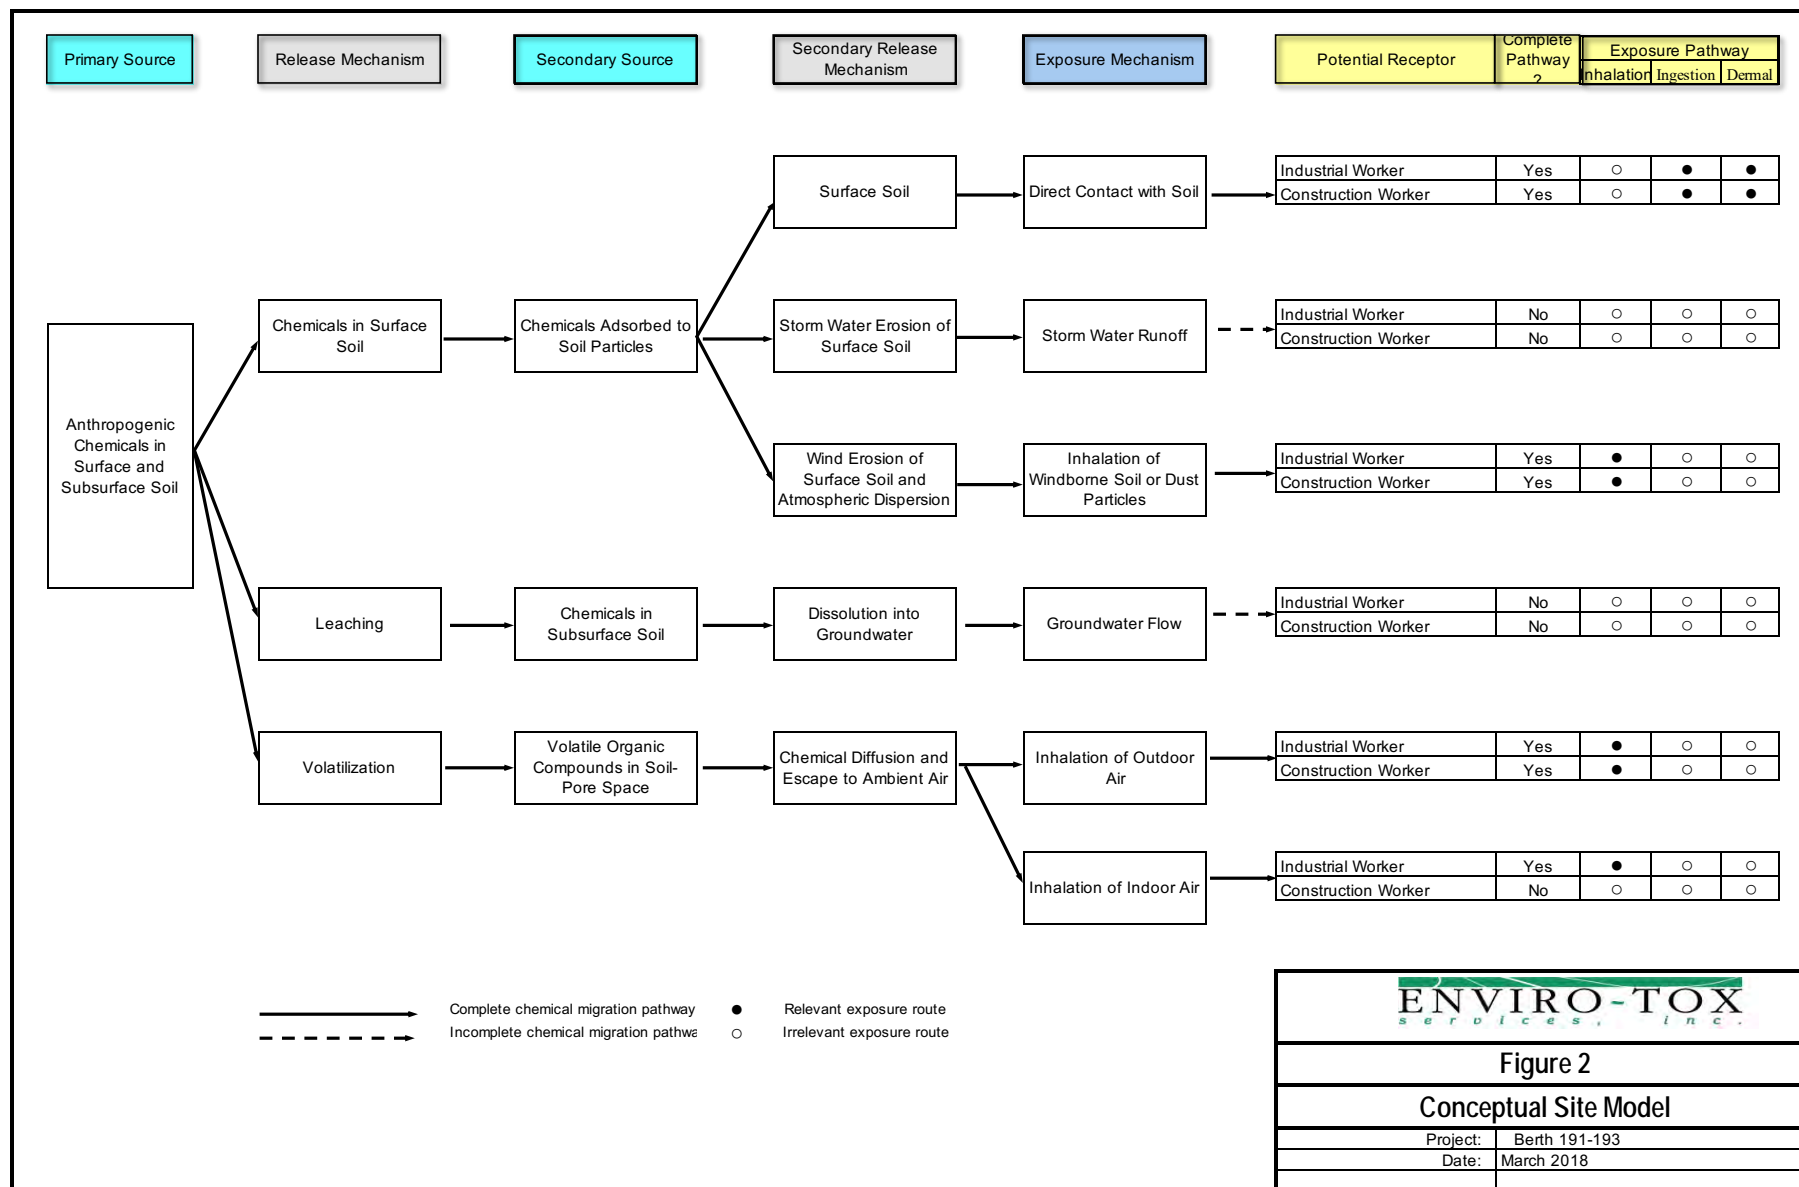 Primary Source
Release Mechanism
Secondary Source
Secondary Release
Mechanism
Exposure Mechanism
Potential Receptor
Complete
Pathway
?
Exposure Pathway
Inhalation Ingestion Dermal
Surface Soil
Direct Contact with Soil
Industrial Worker Yes ○ ● ●
Construction Worker Yes ○ ● ●
Chemicals in Surface
Soil
Chemicals Adsorbed to
Soil Particles
Storm Water Erosion of
Surface Soil
Storm Water Runoff
Industrial Worker No ○ ○ ○
Construction Worker No ○ ○ ○
Anthropogenic
Chemicals in
Surface and
Subsurface Soil
Wind Erosion of
Surface Soil and
Atmospheric Dispersion
Inhalation of
Windborne Soil or Dust
Particles
Industrial Worker Yes ● ○ ○
Construction Worker Yes ● ○ ○
Leaching
Chemicals in
Subsurface Soil
Dissolution into
Groundwater
Groundwater Flow
Industrial Worker No ○ ○ ○
Construction Worker No ○ ○ ○
Volatilization
Volatile Organic
Compounds in Soil-
Pore Space
Chemical Diffusion and
Escape to Ambient Air
Inhalation of Outdoor
Air
Industrial Worker Yes ● ○ ○
Construction Worker Yes ● ○ ○
Inhalation of Indoor Air
Industrial Worker Yes ● ○ ○
Construction Worker No ○ ○ ○
Complete chemical migration pathway ● Relevant exposure route
Incomplete chemical migration pathwa ○ Irrelevant exposure route
ENVIRO-TOX
services, inc.
Figure 2
Conceptual Site Model
Project: Berth 191-193
Date: March 2018